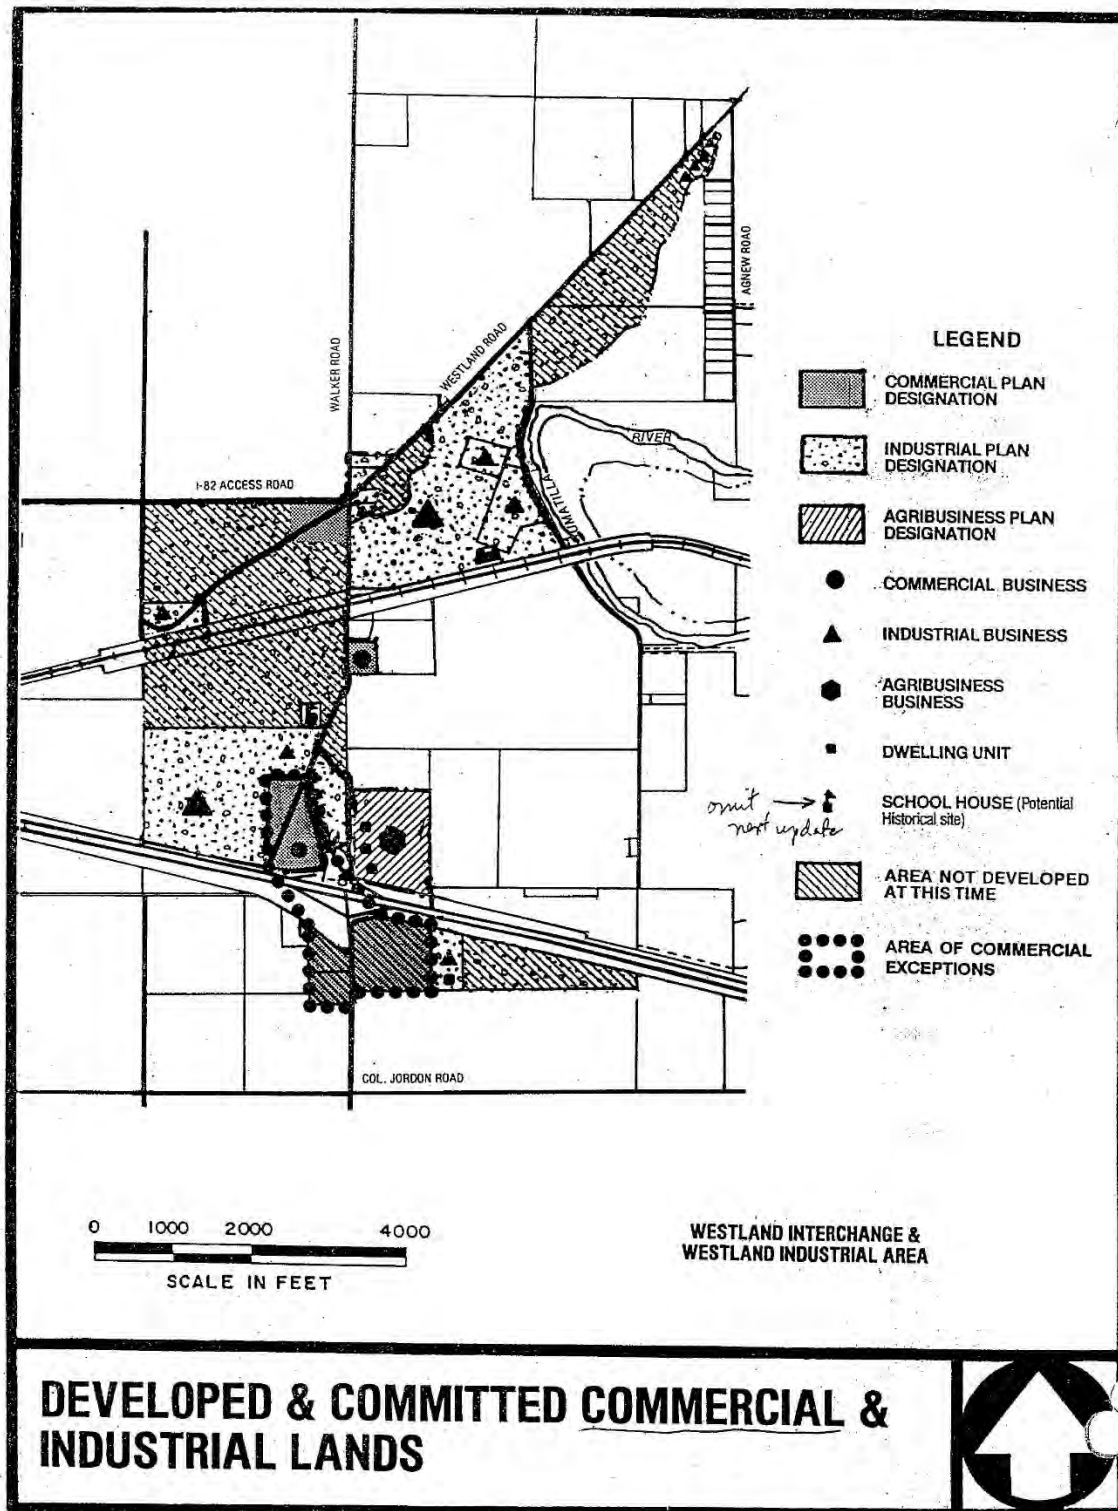 AGNEW ROAD
WESTLAND ROAD
WALKER ROAD
RIVER
UMATILLA
I-82 ACCESS ROAD
COL. JORDON ROAD
LEGEND
COMMERCIAL PLAN
DESIGNATION
INDUSTRIAL PLAN
DESIGNATION
AGRIBUSINESS PLAN
DESIGNATION
COMMERCIAL BUSINESS
INDUSTRIAL BUSINESS
AGRIBUSINESS
BUSINESS
DWELLING UNIT
omit
next update
SCHOOL HOUSE (Potential
Historical site)
AREA NOT DEVELOPED
AT THIS TIME
AREA OF COMMERCIAL
EXCEPTIONS
0 1000 2000 4000
SCALE IN FEET
WESTLAND INTERCHANGE &
WESTLAND INDUSTRIAL AREA
DEVELOPED & COMMITTED COMMERCIAL &
INDUSTRIAL LANDS